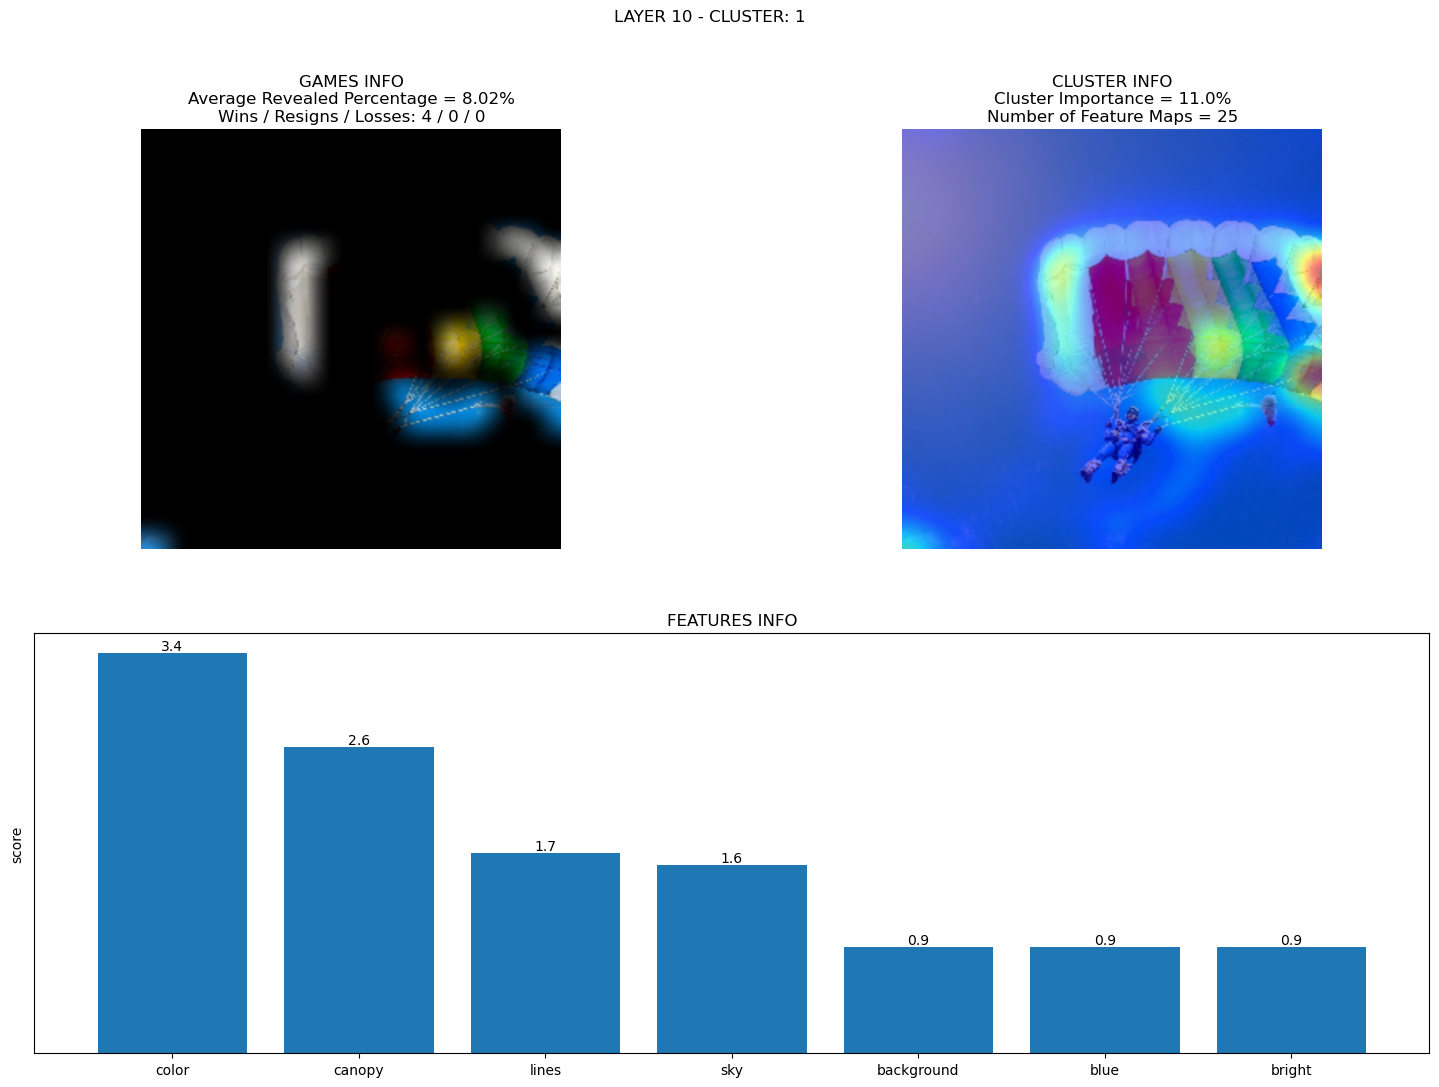 LAYER 10 - CLUSTER: 1
GAMES INFO
Average Revealed Percentage = 8.02%
Wins / Resigns / Losses: 4 / 0 / 0
CLUSTER INFO
Cluster Importance = 11.0%
Number of Feature Maps = 25
FEATURES INFO
score
3.4
2.6
1.7
1.6
0.9
0.9
0.9
color
canopy
lines
sky
background
blue
bright